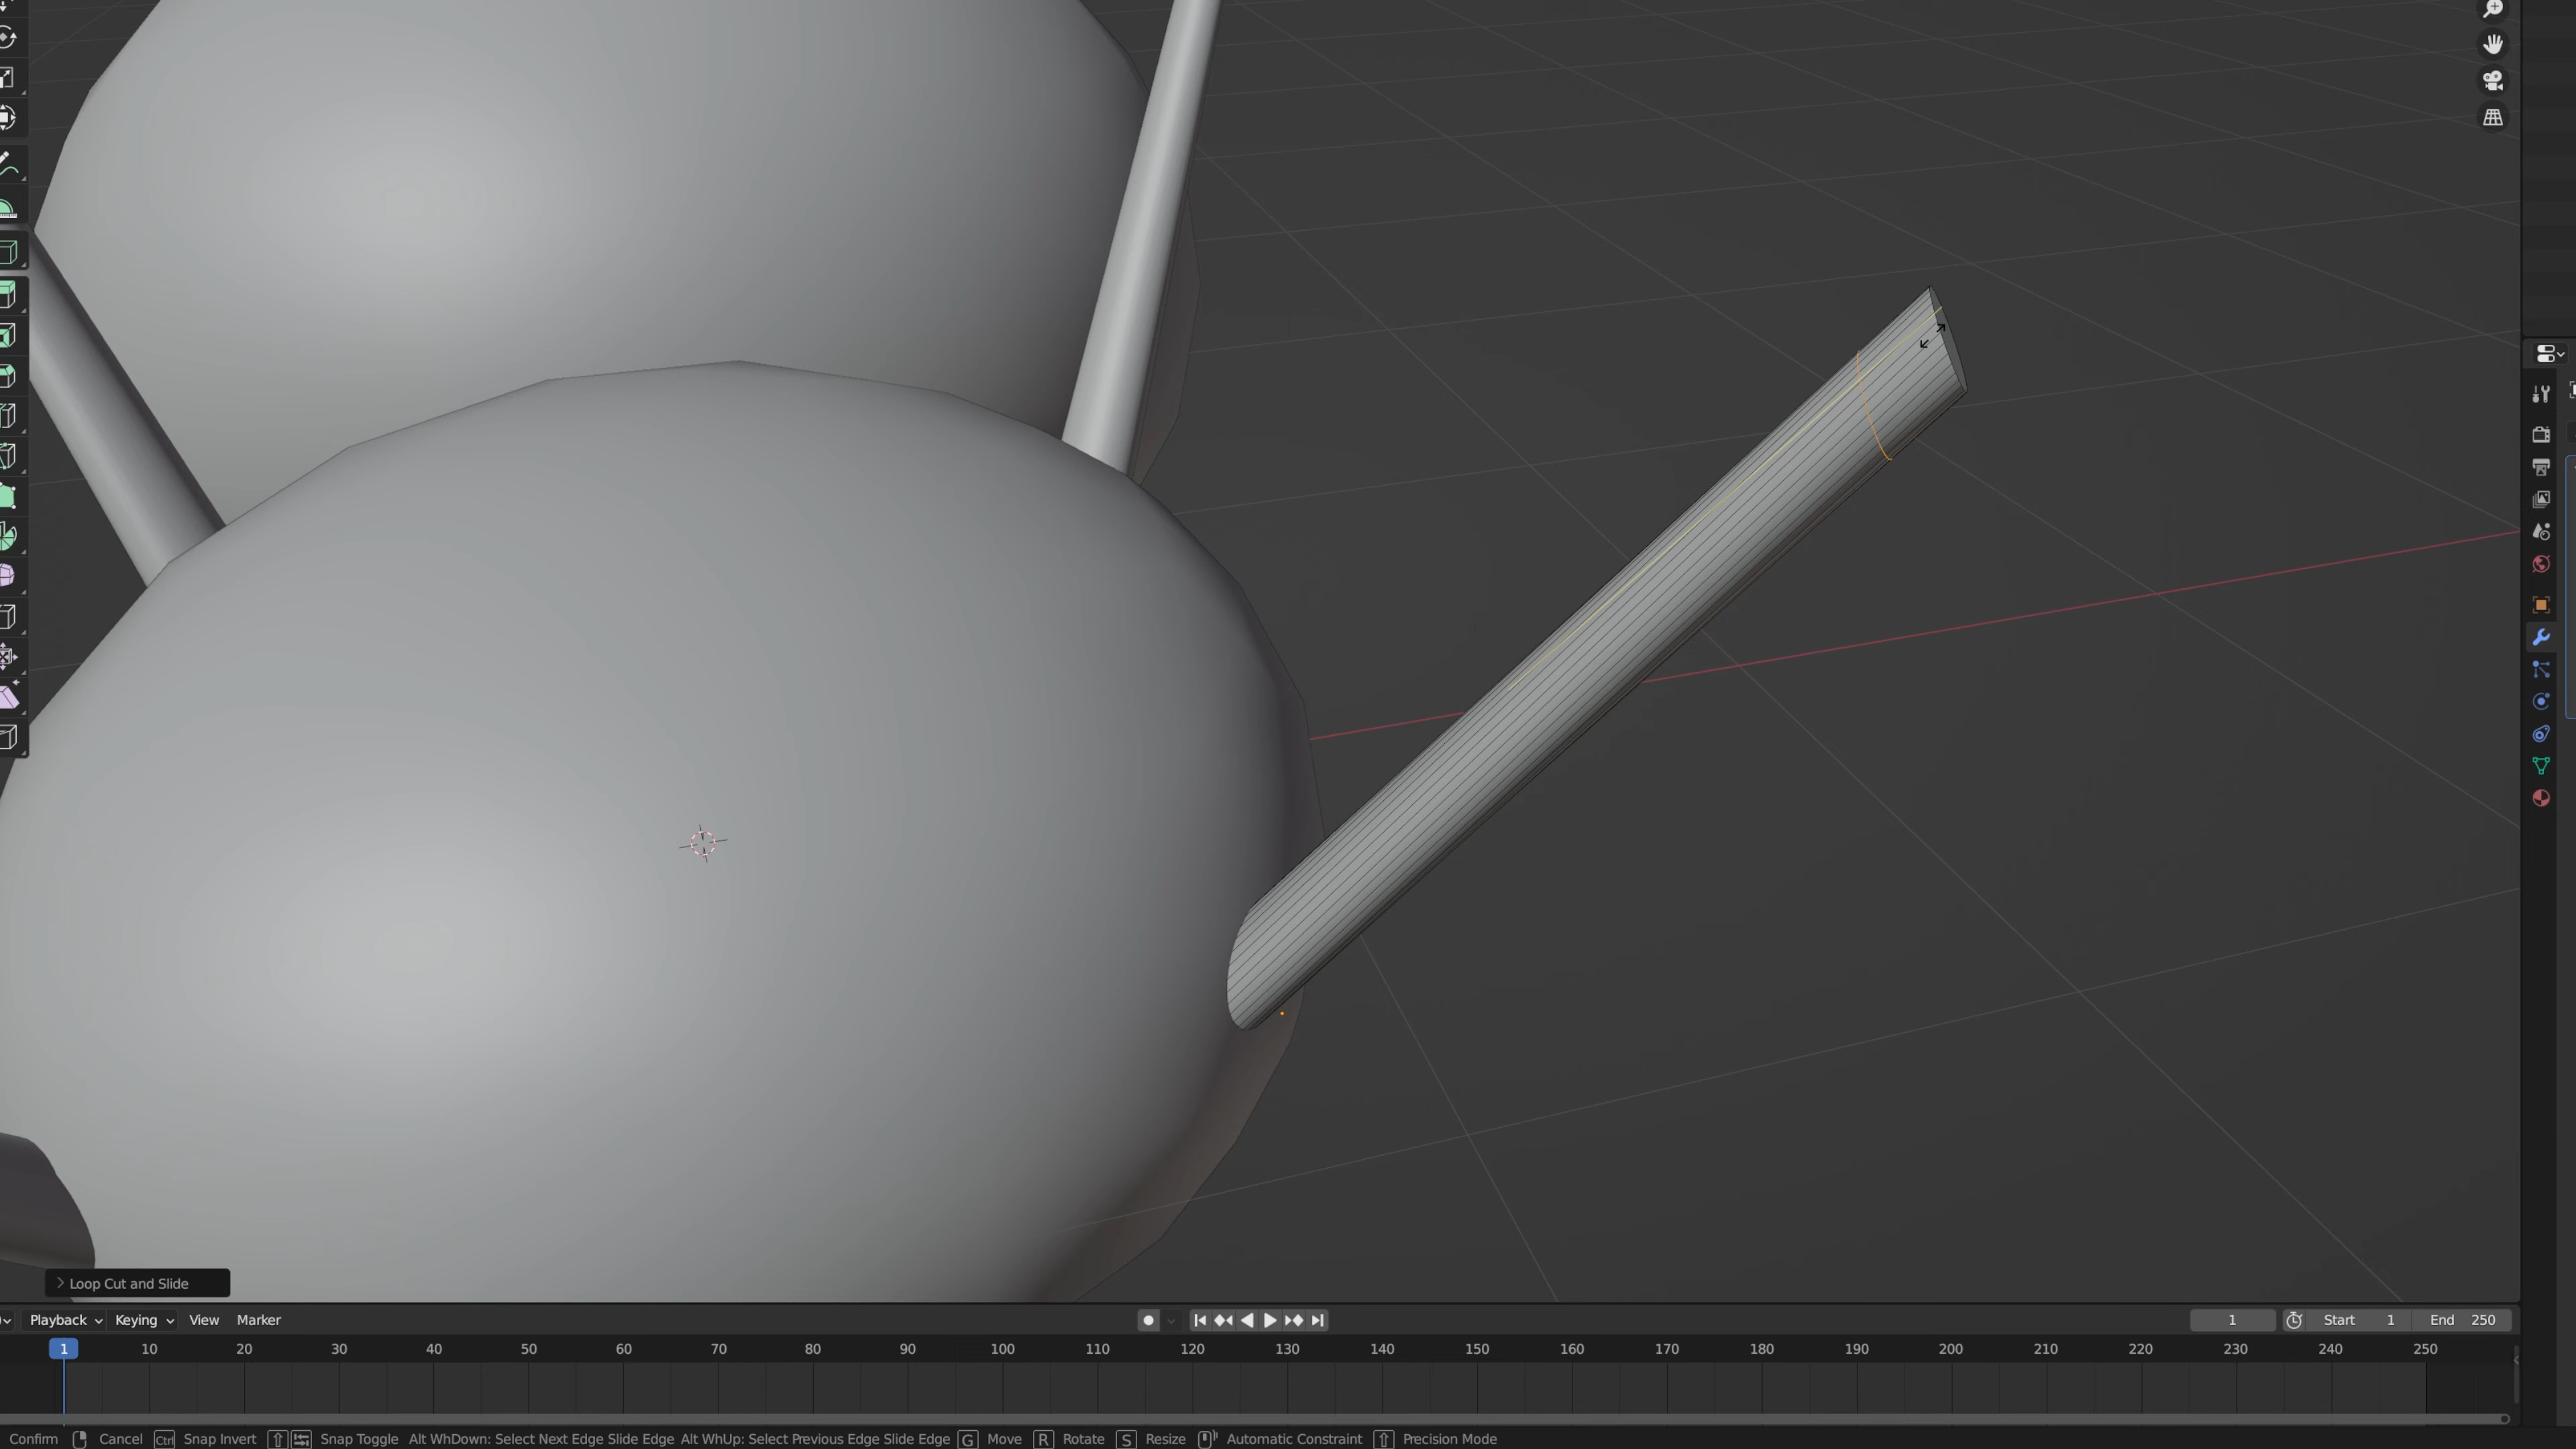 Loop Cut and Slide
Playback Keying View Marker 1 Start 1 End 250
1 10 20 30 40 50 60 70 80 90 100 110 120 130 140 150 160 170 180 190 200 210 220 230 240 250
Confirm Cancel Ctrl Snap Invert Snap Toggle Alt WhDown: Select Next Edge Slide Edge Alt WhUp: Select Previous Edge Slide Edge G Move R Rotate S Resize Automatic Constraint Precision Mode